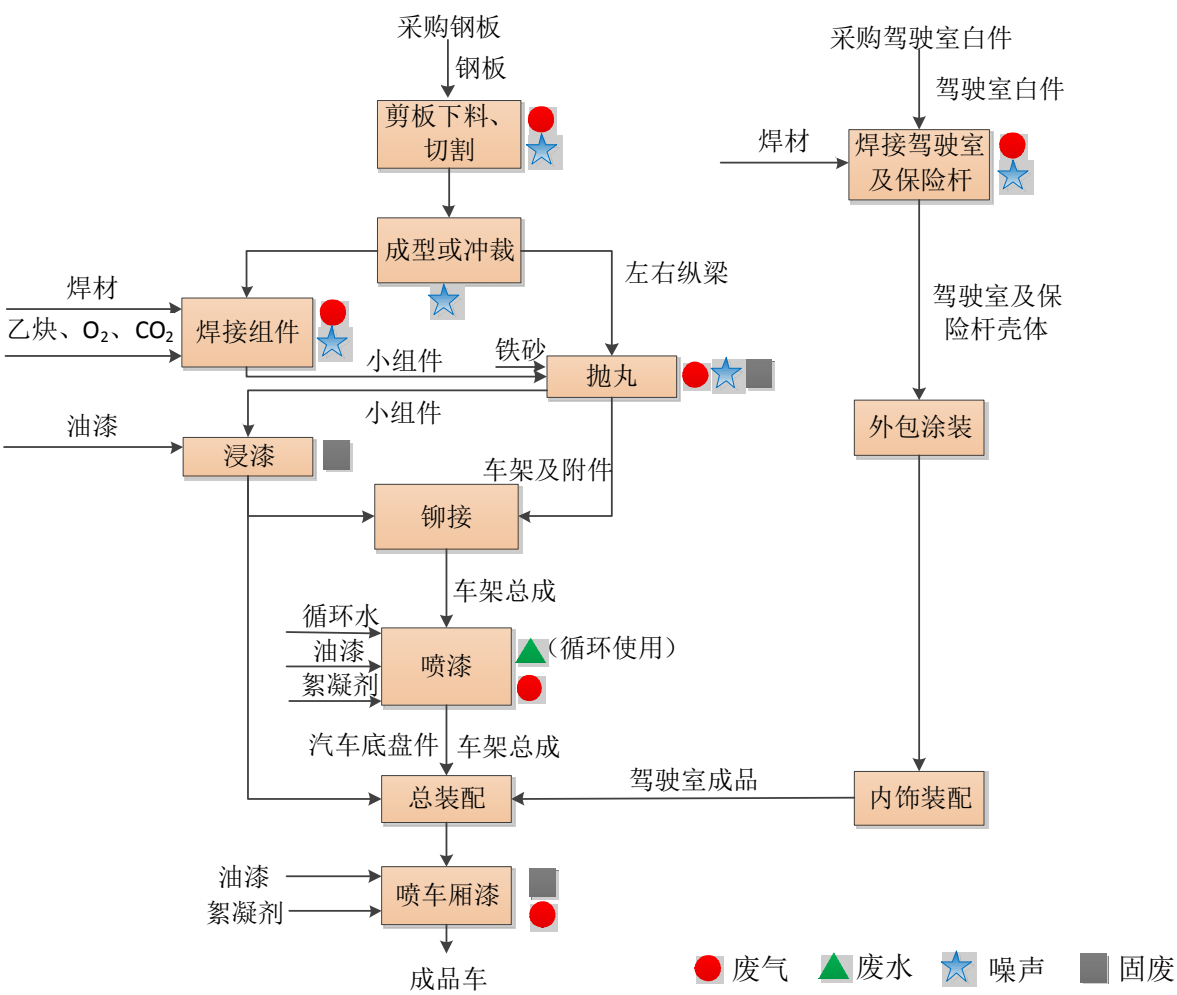 采购钢板
采购驾驶室白件
钢板
驾驶室白件
剪板下料、
切割
焊材
焊接驾驶室
及保险杆
成型或冲裁
左右纵梁
焊材
乙炔、O₂、CO₂
焊接组件
驾驶室及保
险杆壳体
铁砂
小组件
抛丸
小组件
油漆
浸漆
外包涂装
车架及附件
铆接
车架总成
循环水
油漆
絮凝剂
喷漆
（循环使用）
汽车底盘件
车架总成
驾驶室成品
总装配
内饰装配
油漆
絮凝剂
喷车厢漆
成品车
废气
废水
噪声
固废